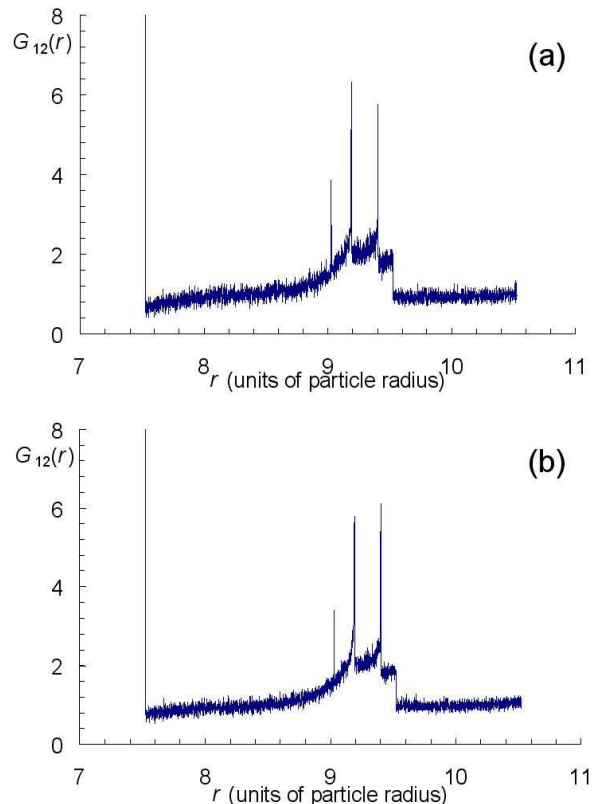 8
G₁₂(r)
(a)
6
4
2
0
7 8 9 10 11
r (units of particle radius)
8
G₁₂(r)
(b)
6
4
2
0
7 8 9 10 11
r (units of particle radius)